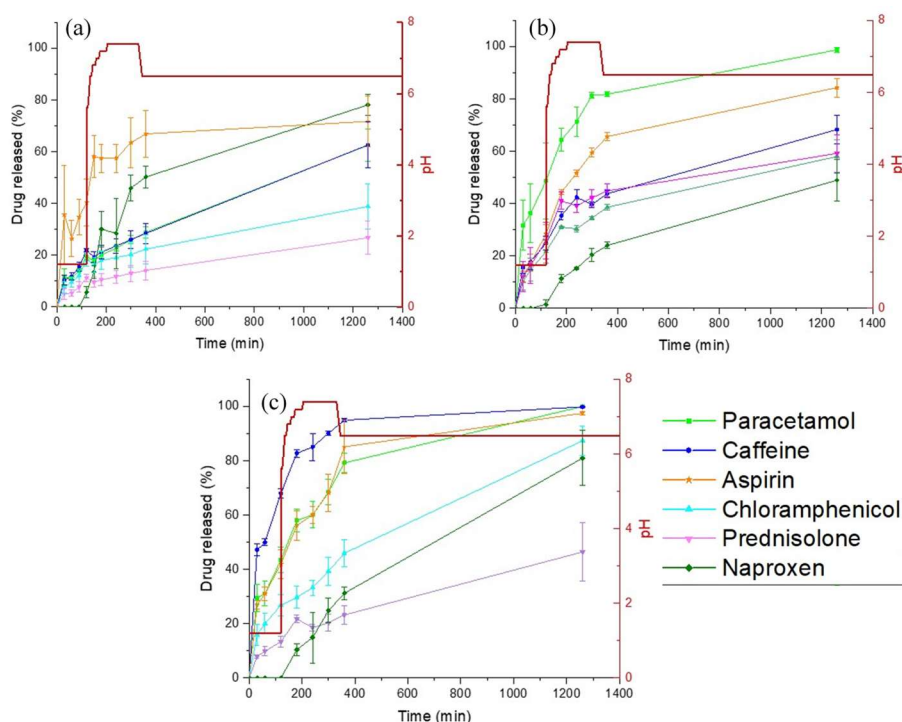 (a)
100
80
60
40
20
0
Drug released (%)
8
6
4
2
0
pH
0 200 400 600 800 1000 1200 1400
Time (min)
(b)
100
80
60
40
20
0
Drug released (%)
8
6
4
2
0
pH
0 200 400 600 800 1000 1200 1400
Time (min)
(c)
100
80
60
40
20
0
Drug released (%)
8
6
4
2
0
pH
0 200 400 600 800 1000 1200 1400
Time (min)
Paracetamol
Caffeine
Aspirin
Chloramphenicol
Prednisolone
Naproxen